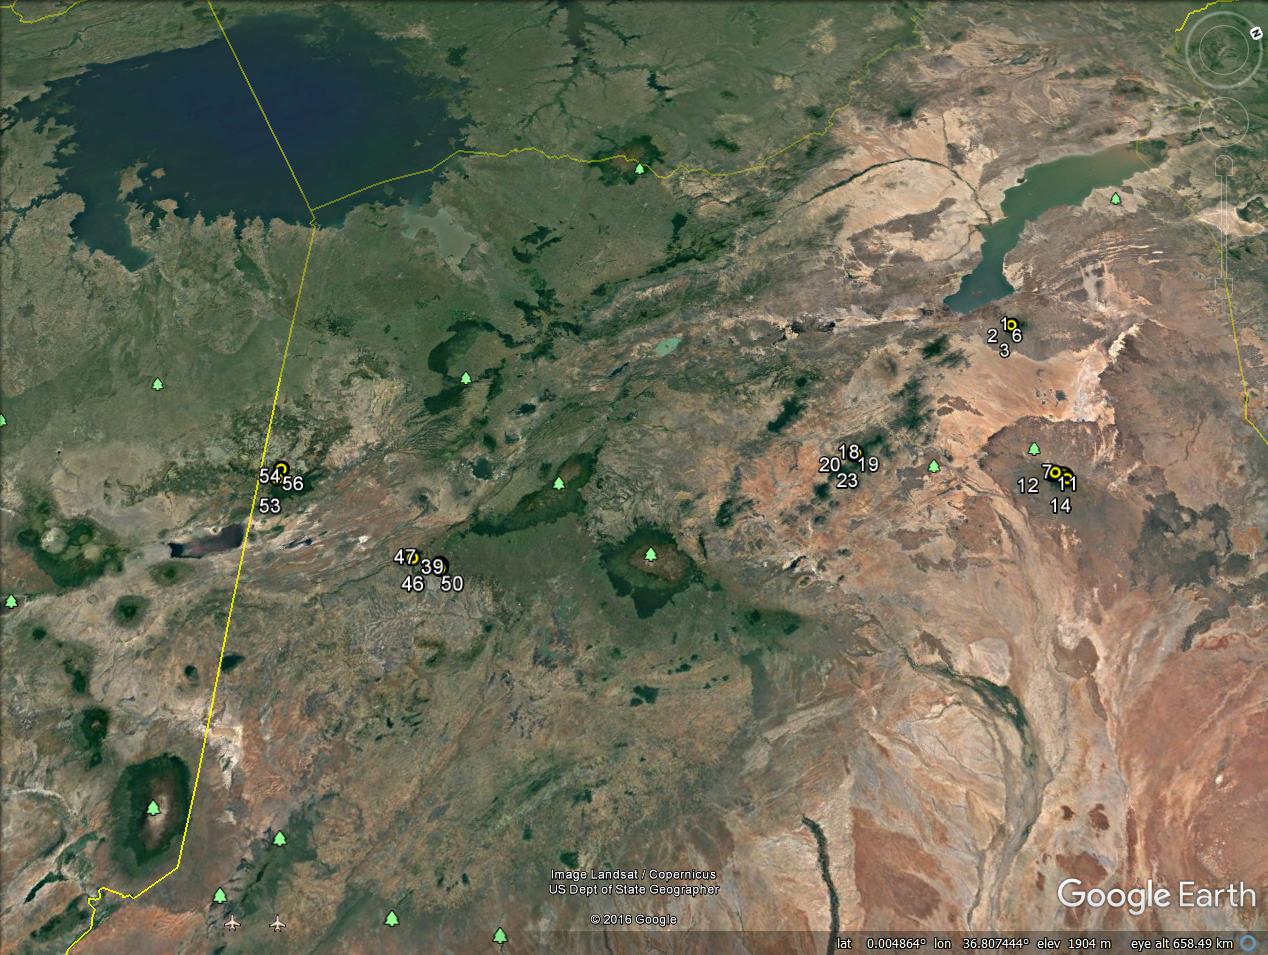 N
1
2 6
3
18
20 19
23
7
12 11
14
54
56
53
47 39
46 50
Image Landsat / Copernicus
US Dept of State Geographer
© 2016 Google
Google Earth
lat 0.004864° lon 36.807444° elev 1904 m eye alt 658.49 km